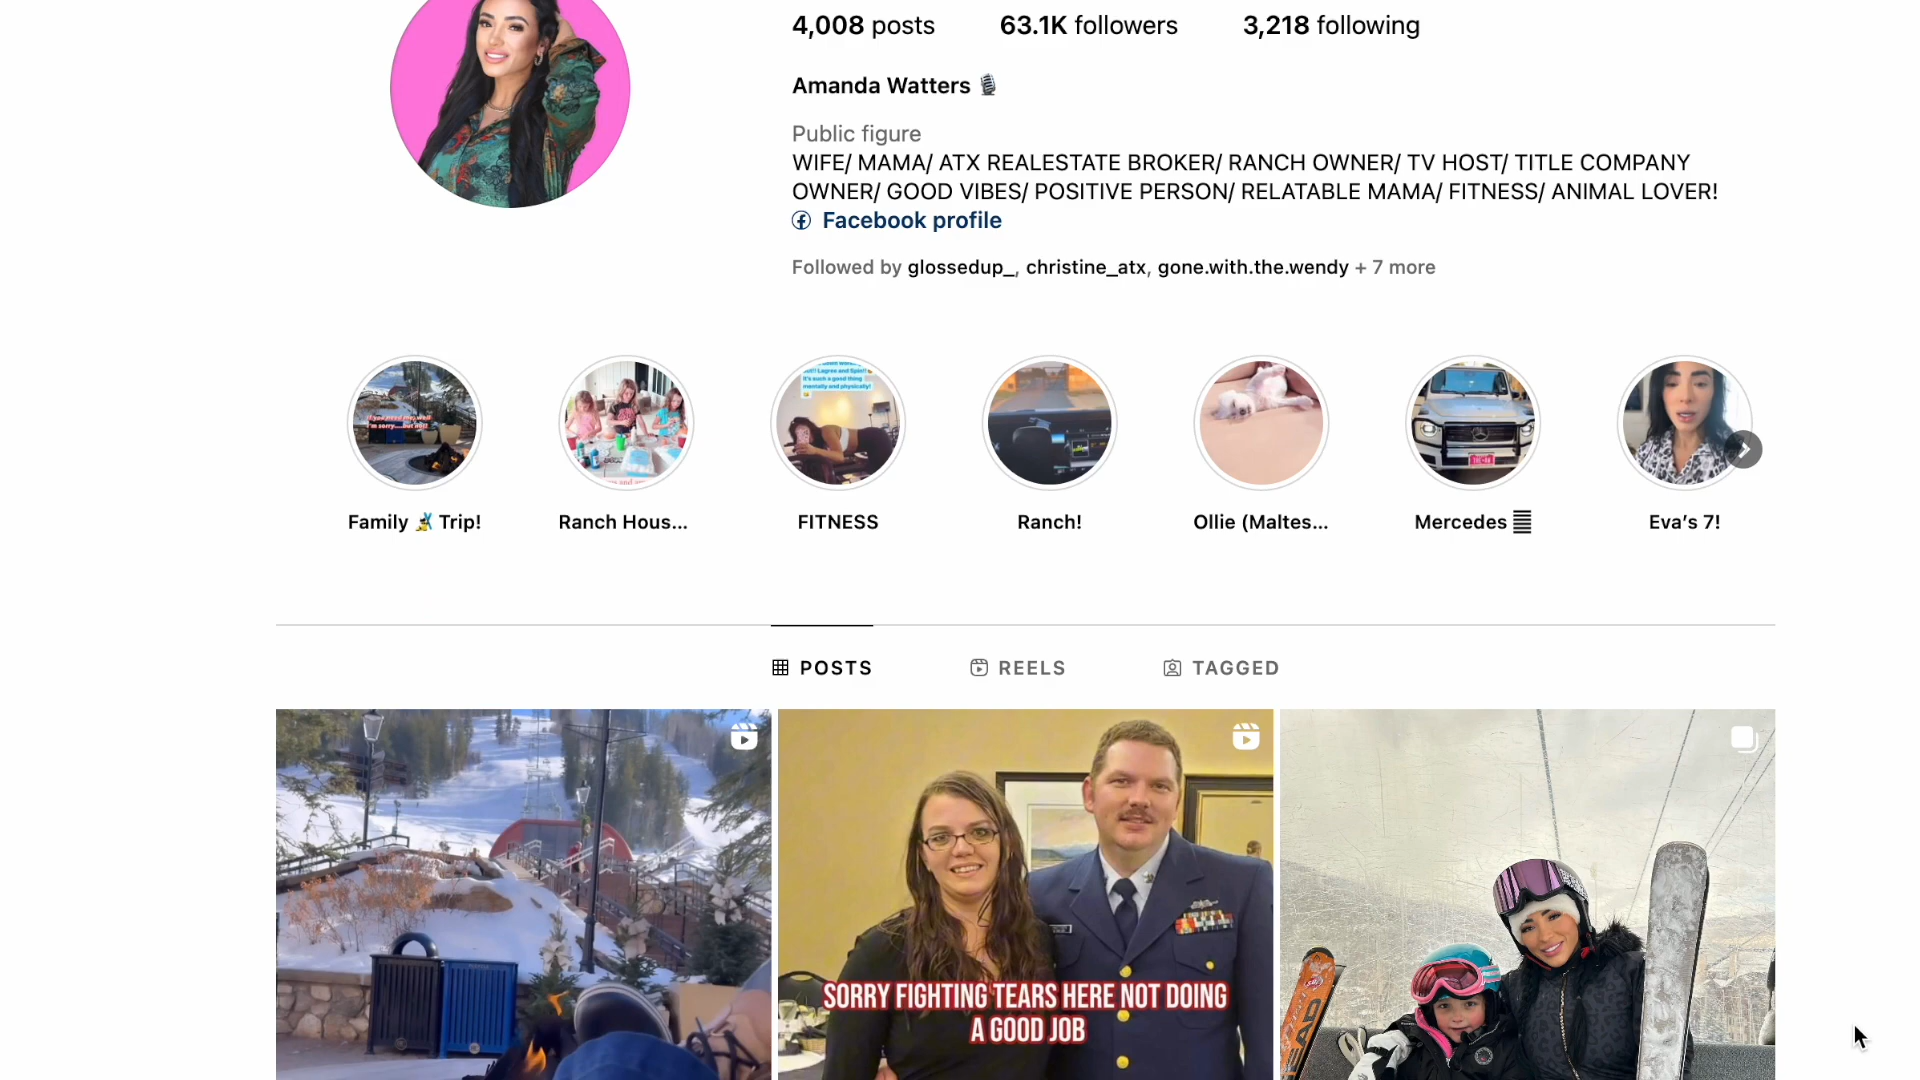 4,008 posts 63.1K followers 3,218 following
Amanda Watters 🎙️
Public figure
WIFE/ MAMA/ ATX REALESTATE BROKER/ RANCH OWNER/ TV HOST/ TITLE COMPANY
OWNER/ GOOD VIBES/ POSITIVE PERSON/ RELATABLE MAMA/ FITNESS/ ANIMAL LOVER!
Facebook profile
Followed by glossedup_, christine_atx, gone.with.the.wendy + 7 more
mentally and physically!
Family Trip! Ranch Hous... FITNESS Ranch! Ollie (Maltes... Mercedes Eva’s 7!
POSTS REELS TAGGED
SORRY FIGHTING TEARS HERE NOT DOING
A GOOD JOB